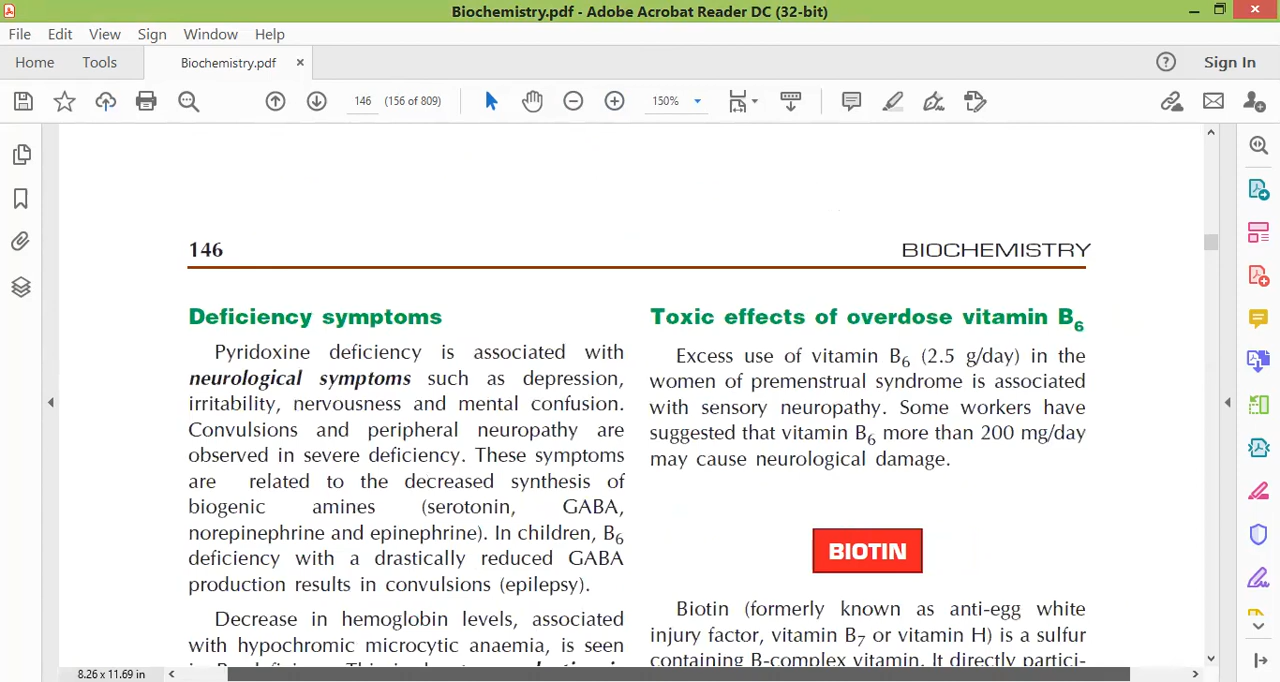 Biochemistry.pdf - Adobe Acrobat Reader DC (32-bit)
File Edit View Sign Window Help
Home Tools Biochemistry.pdf × Sign In
146 (156 of 809) 150%
146 BIOCHEMISTRY
Deficiency symptoms
Pyridoxine deficiency is associated with
neurological symptoms such as depression,
irritability, nervousness and mental confusion.
Convulsions and peripheral neuropathy are
observed in severe deficiency. These symptoms
are related to the decreased synthesis of
biogenic amines (serotonin, GABA,
norepinephrine and epinephrine). In children, B6
deficiency with a drastically reduced GABA
production results in convulsions (epilepsy).
Decrease in hemoglobin levels, associated
with hypochromic microcytic anaemia, is seen
Toxic effects of overdose vitamin B6
Excess use of vitamin B6 (2.5 g/day) in the
women of premenstrual syndrome is associated
with sensory neuropathy. Some workers have
suggested that vitamin B6 more than 200 mg/day
may cause neurological damage.
BIOTIN
Biotin (formerly known as anti-egg white
injury factor, vitamin B7 or vitamin H) is a sulfur
containing B-complex vitamin. It directly partici-
8.26 x 11.69 in